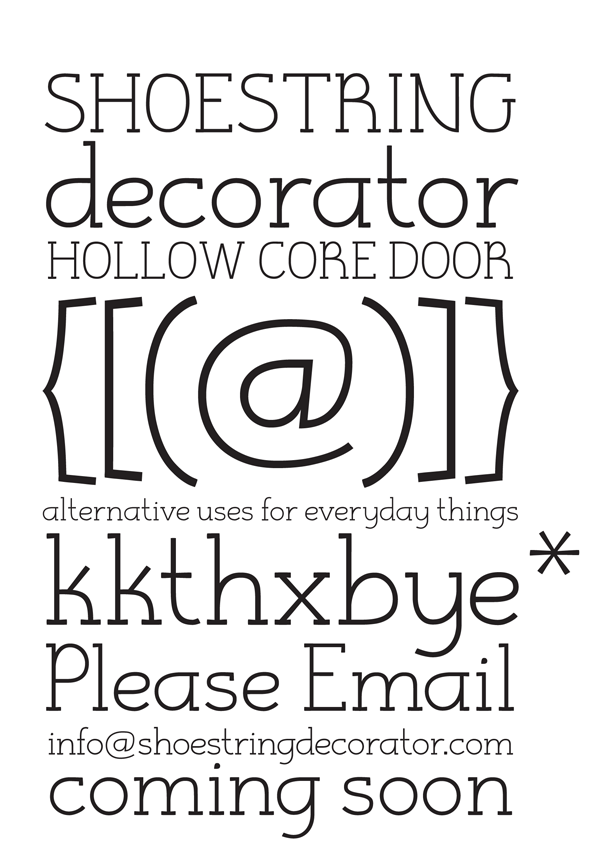 SHOESTRING
decorator
HOLLOW CORE DOOR
{[(@)]}
alternative uses for everyday things
kkthxbye*
Please Email
info@shoestringdecorator.com
coming soon